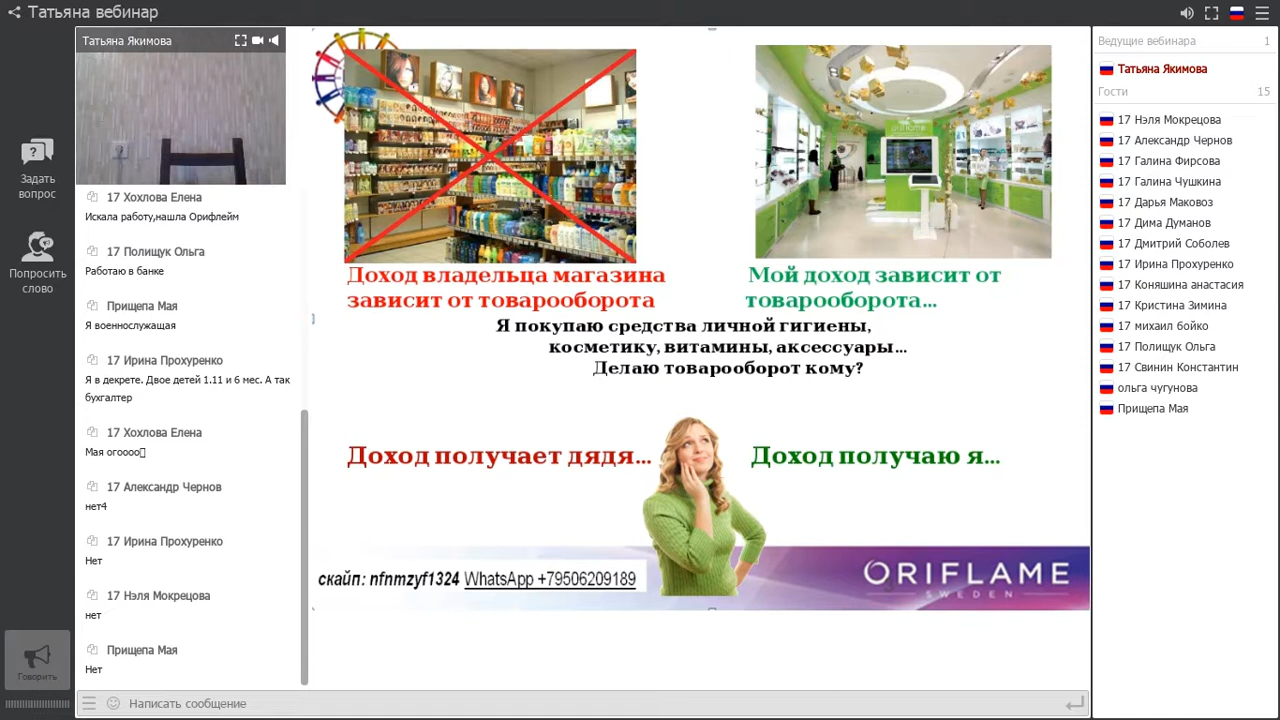 Татьяна вебинар
Задать
вопрос
Попросить
слово
Говорить
Татьяна Якимова
17 Хохлова Елена
Искала работу,нашла Орифлейм
17 Полищук Ольга
Работаю в банке
Прищепа Мая
Я военнослужащая
17 Ирина Прохуренко
Я в декрете. Двое детей 1.11 и 6 мес. А так
бухгалтер
17 Хохлова Елена
Мая огоооо
17 Александр Чернов
нет4
17 Ирина Прохуренко
Нет
17 Нэля Мокрецова
нет
Прищепа Мая
Нет
Написать сообщение
Доход владельца магазина
зависит от товарооборота
Мой доход зависит от
товарооборота...
Я покупаю средства личной гигиены,
косметику, витамины, аксессуары...
Делаю товарооборот кому?
Доход получает дядя...
Доход получаю я...
скайп: nfnmzyf1324 WhatsApp +79506209189
ORIFLAME
SWEDEN
Ведущие вебинара 1
Татьяна Якимова
Гости 15
17 Нэля Мокрецова
17 Александр Чернов
17 Галина Фирсова
17 Галина Чушкина
17 Дарья Маковоз
17 Дима Думанов
17 Дмитрий Соболев
17 Ирина Прохуренко
17 Коняшина анастасия
17 Кристина Зимина
17 михаил бойко
17 Полищук Ольга
17 Свинин Константин
ольга чугунова
Прищепа Мая